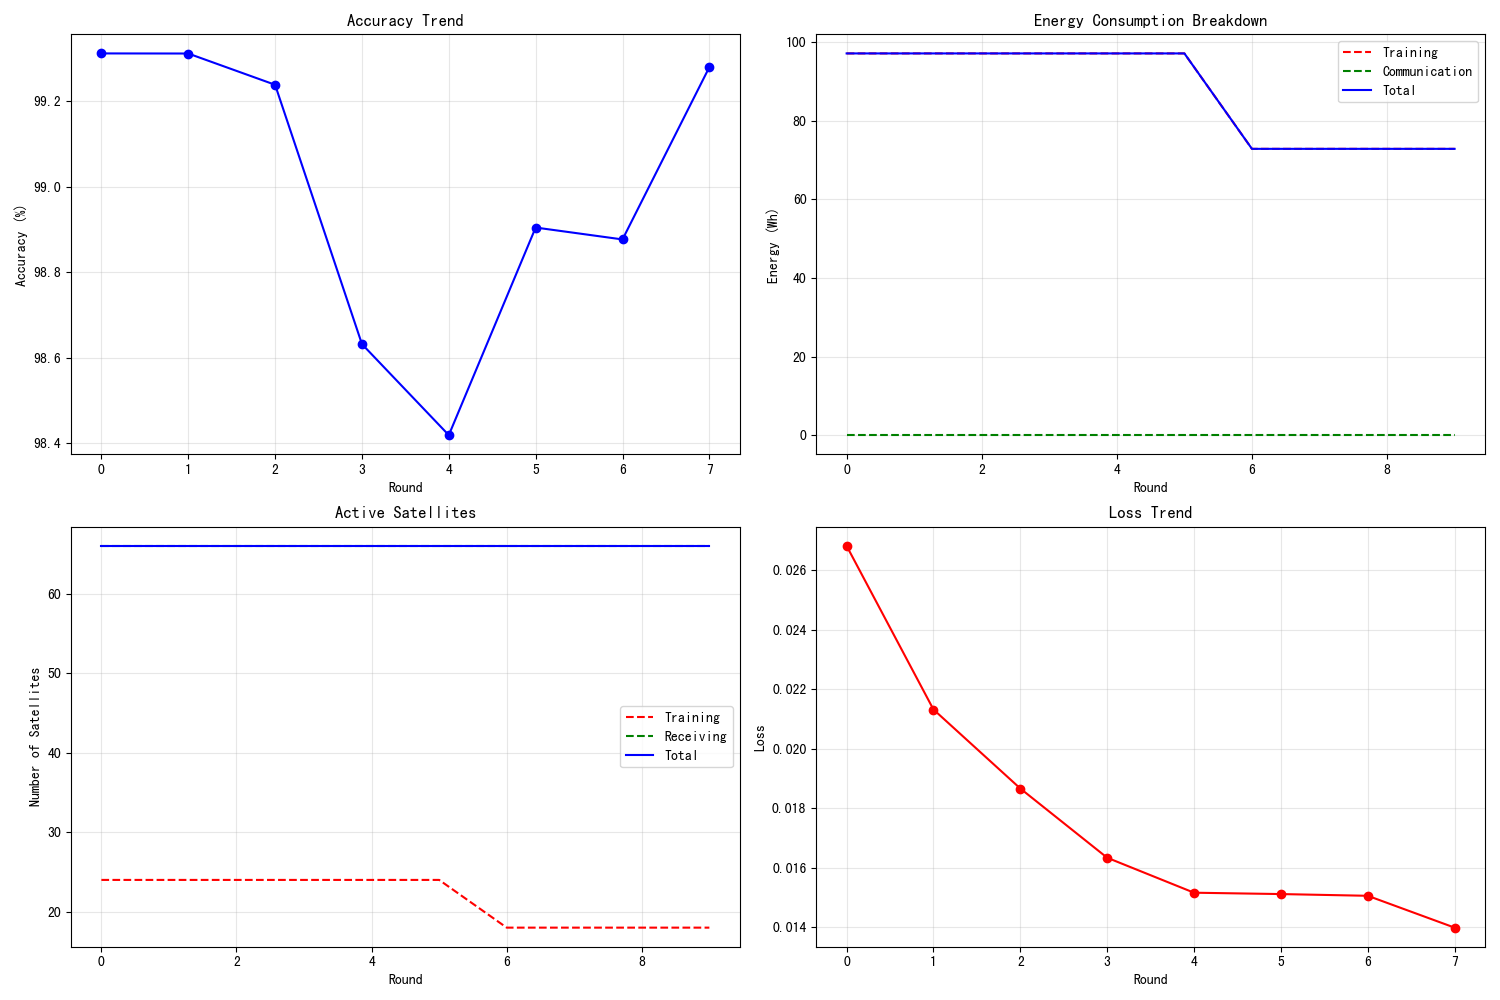 Accuracy Trend
Accuracy (%)
99.2
99.0
98.8
98.6
98.4
0 1 2 3 4 5 6 7
Round
Energy Consumption Breakdown
Energy (Wh)
100
80
60
40
20
0
Training
Communication
Total
0 2 4 6 8
Round
Active Satellites
Number of Satellites
60
50
40
30
20
Training
Receiving
Total
0 2 4 6 8
Round
Loss Trend
Loss
0.026
0.024
0.022
0.020
0.018
0.016
0.014
0 1 2 3 4 5 6 7
Round